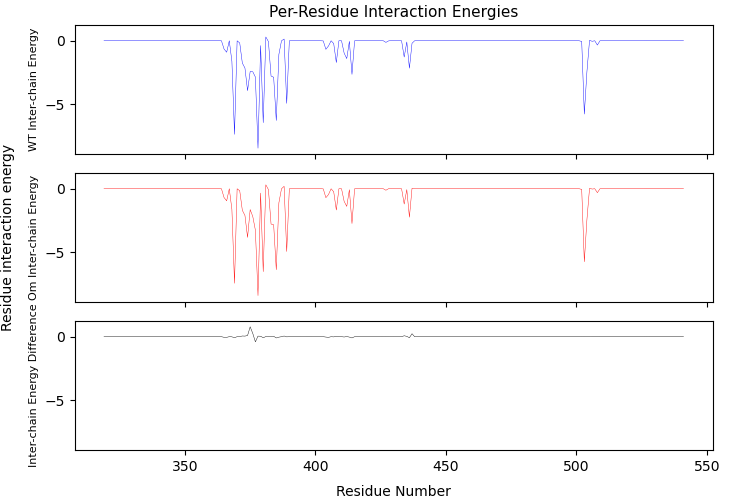 Per-Residue Interaction Energies
Residue interaction energy
WT Inter-chain Energy
0
−5
Om Inter-chain Energy
0
−5
Inter-chain Energy Difference
0
−5
350
400
450
500
550
Residue Number